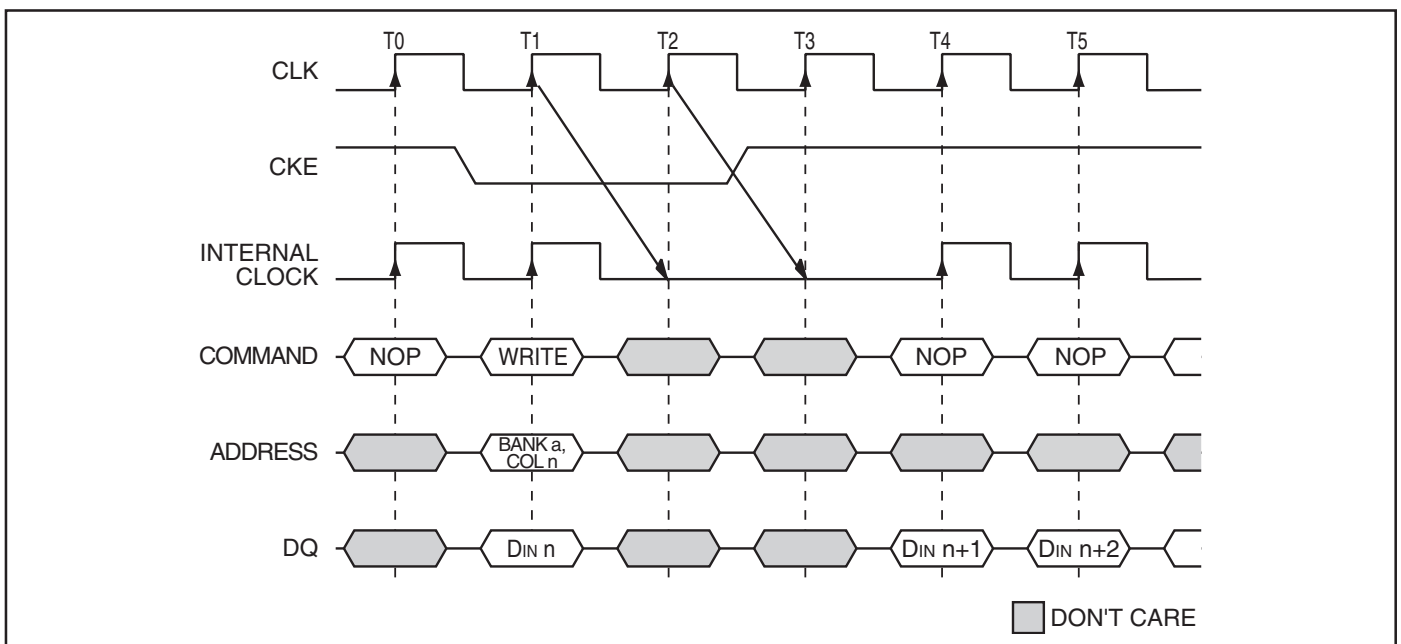 T0 T1 T2 T3 T4 T5
CLK
CKE
INTERNAL
CLOCK
COMMAND NOP WRITE NOP NOP
ADDRESS BANK a,
COL n
DQ DIN n DIN n+1 DIN n+2
DON'T CARE